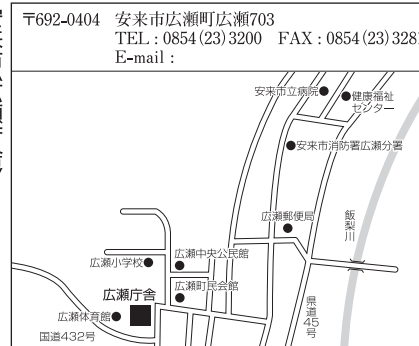 〒692-0404 安来市広瀬町広瀬703
TEL : 0854(23)3200 FAX : 0854(23)328
E-mail :
安来市立病院
健康福祉
センター
安来市消防署広瀬分署
広瀬郵便局
飯梨川
広瀬中央公民館
広瀬小学校
広瀬町民会館
広瀬庁舎
県道45号
広瀬体育館
国道432号